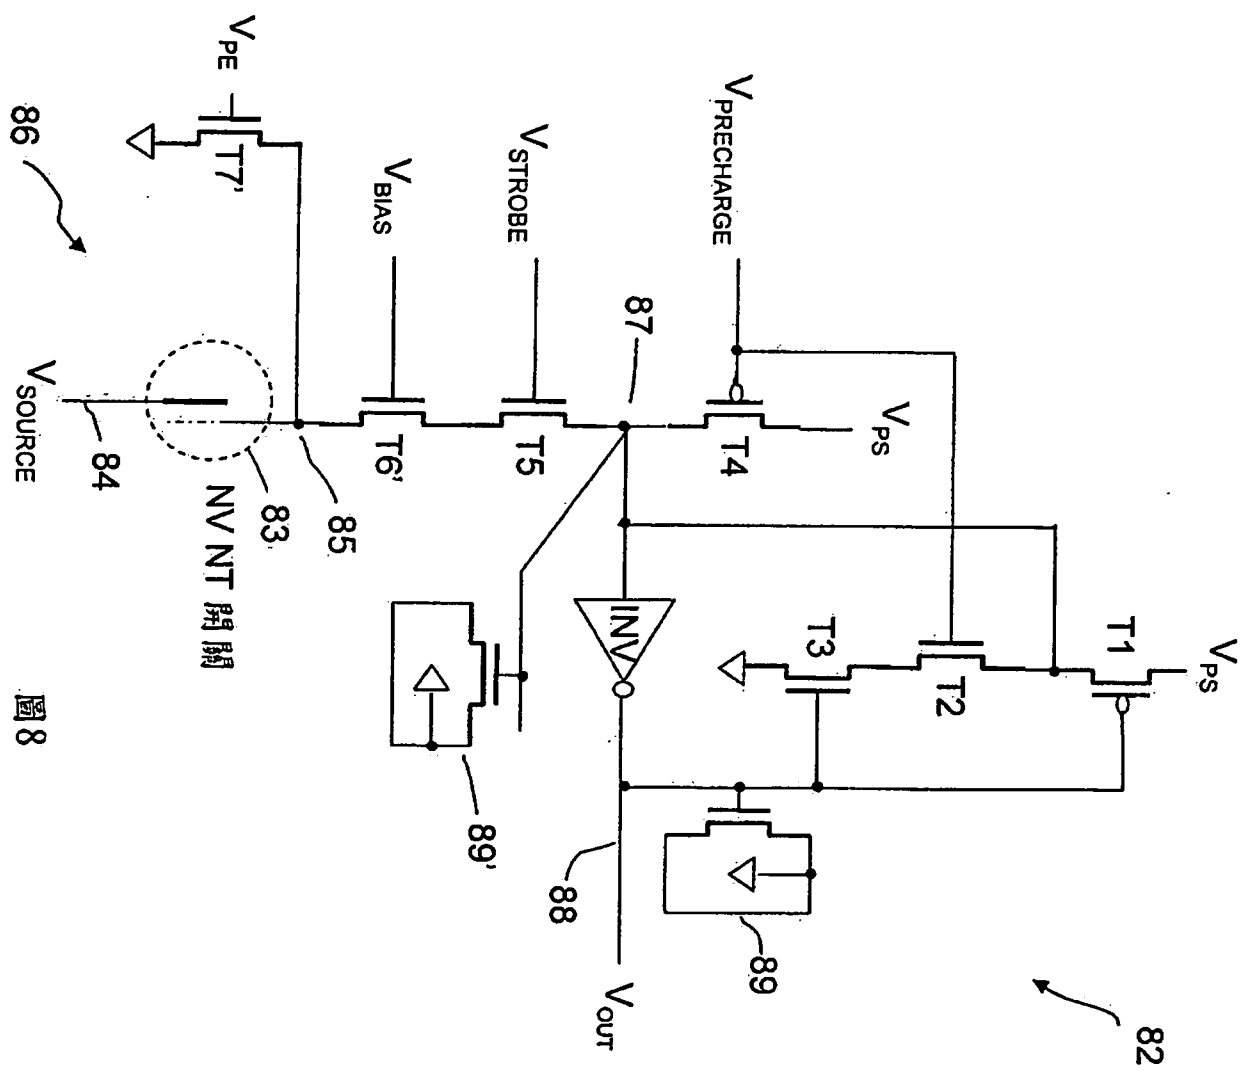 82
V_PS
T1
T2
T3
V_PS
T4
V_PRECHARGE
87
INV
89
88
V_OUT
V_STROBE
T5
V_BIAS
T6'
89'
85
83
NV NT 開關
V_PE
T7'
86
84
V_SOURCE
圖8